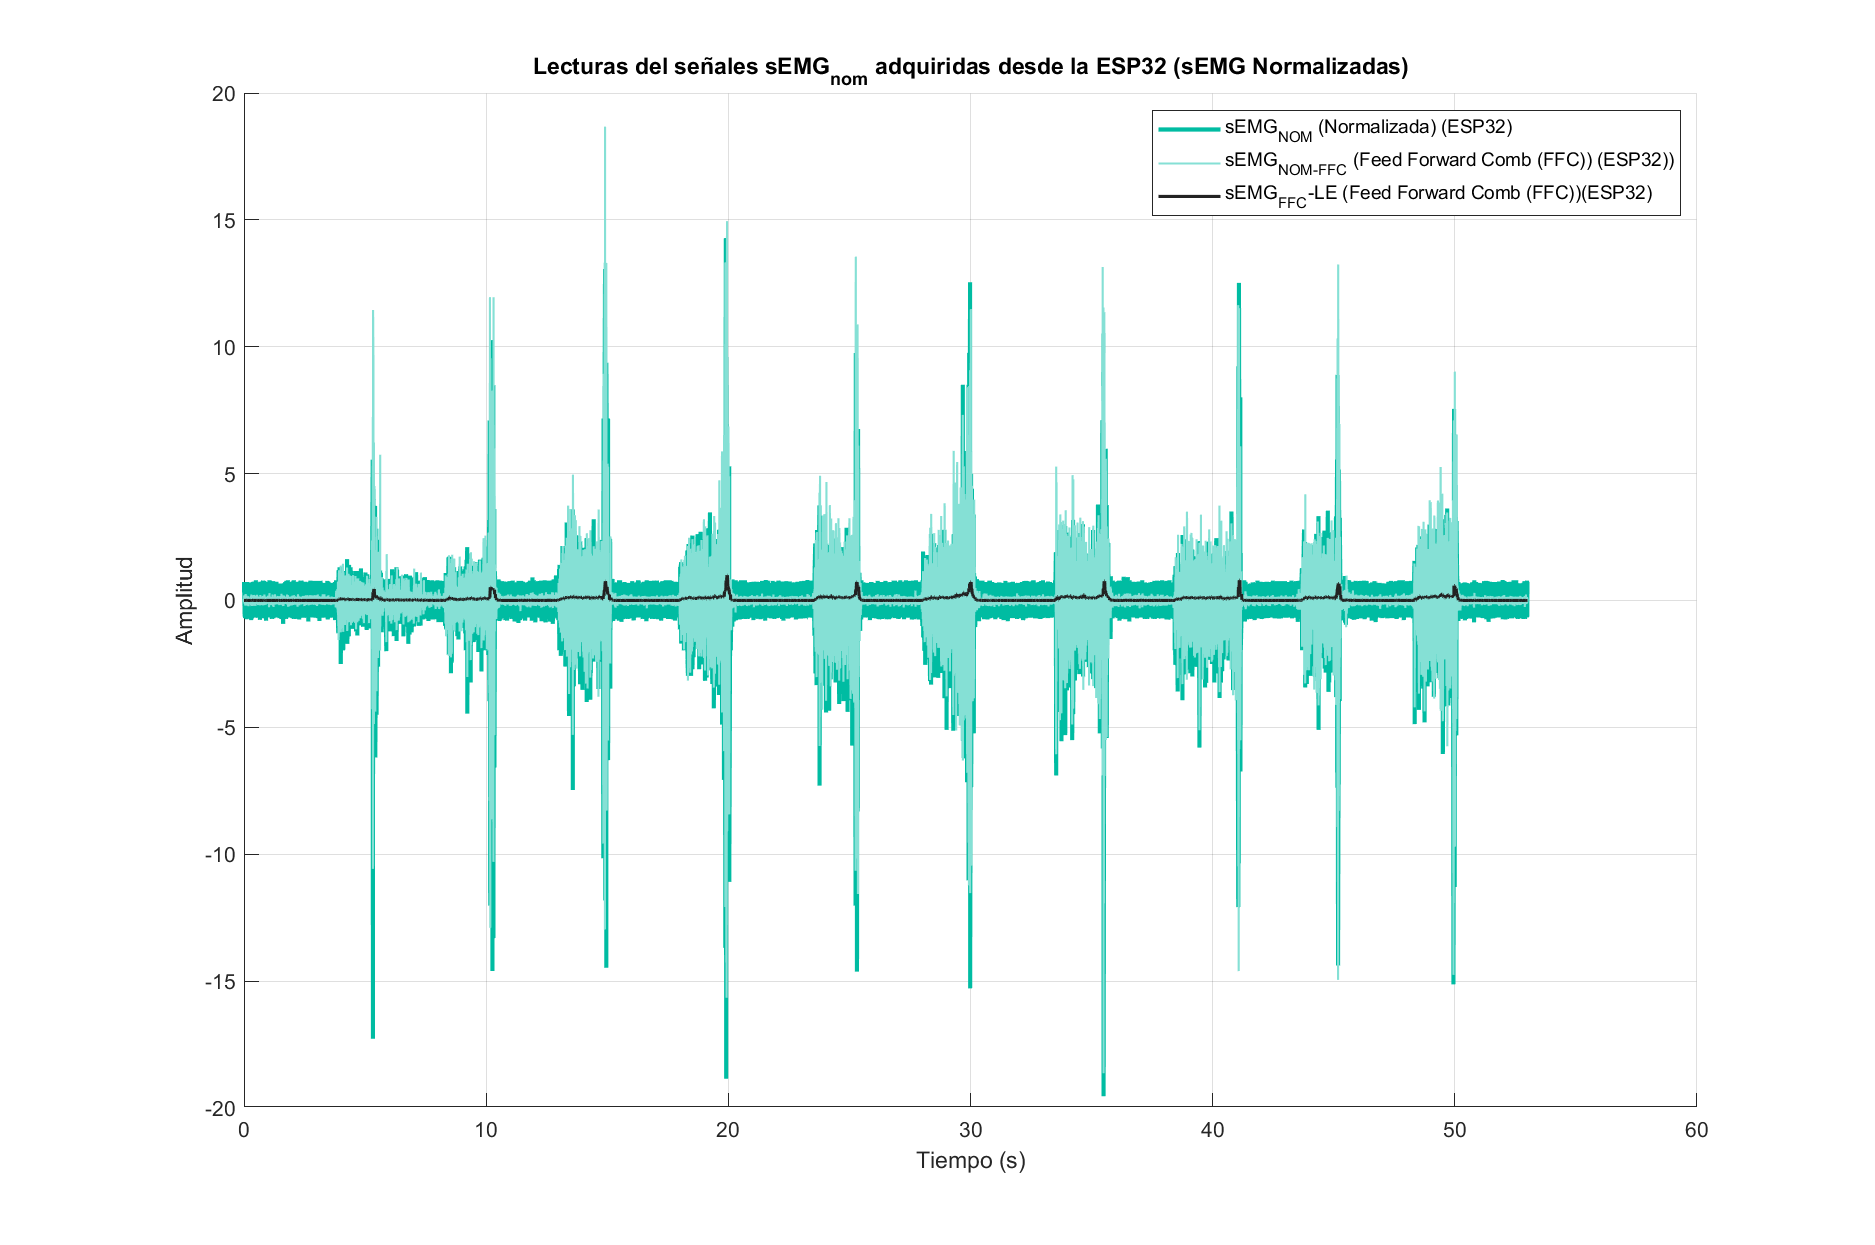 Lecturas del señales sEMGnom adquiridas desde la ESP32 (sEMG Normalizadas)
sEMGNOM (Normalizada) (ESP32)
sEMGNOM-FFC (Feed Forward Comb (FFC)) (ESP32))
sEMGFFC-LE (Feed Forward Comb (FFC))(ESP32)
Amplitud
20
15
10
5
0
-5
-10
-15
-20
0 10 20 30 40 50 60
Tiempo (s)